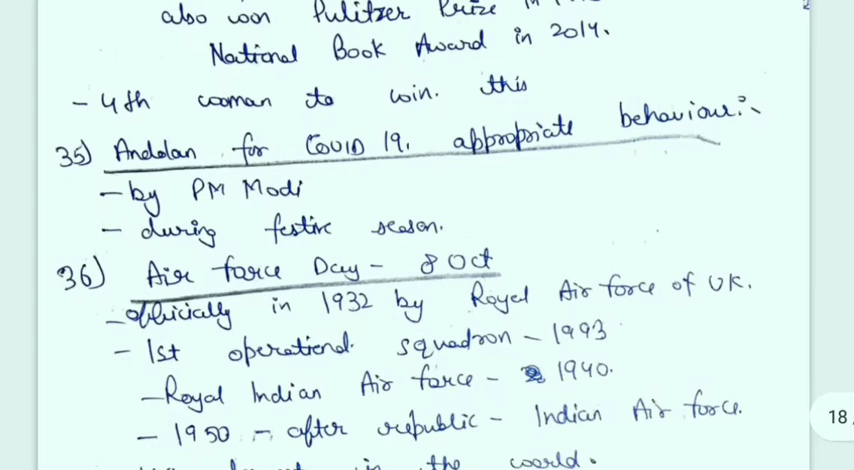 also won Pulitzer Prize in
National Book Award in 2014.
- 4th woman to win. this
35) Andolan for COVID 19. appropriate behaviour:-
- by PM Modi
- during festive season.
36) Air force Day - 8 Oct
- officially in 1932 by Royal Air force of UK.
- 1st operational. squadron - 1993
- Royal Indian Air force - 1940.
- 1950 - after republic - Indian Air force.
in the world.
18